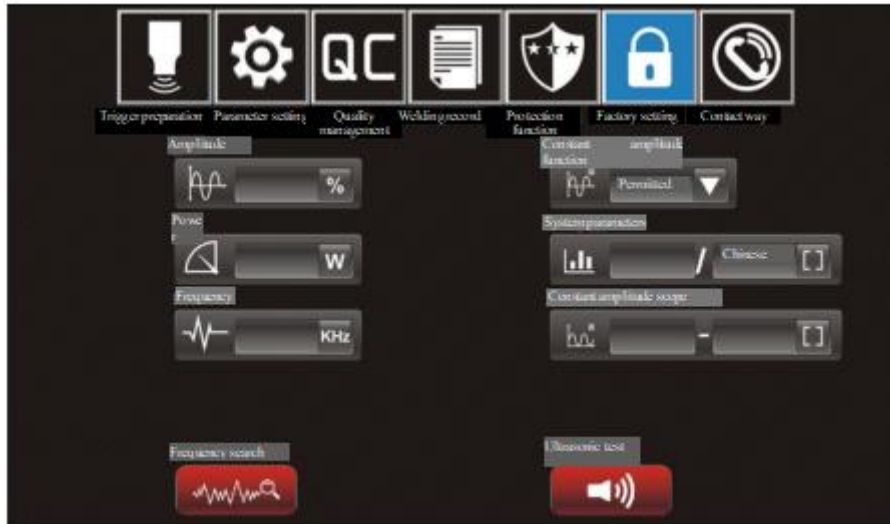 QC
Trigger preparation Parameter setting Quality management Welding record Protection function Factory setting Contact way
Amplitude
%
Constant amplitude function
Permitted
Power
W
System parameters
/ Chinese [ ]
Frequency
KHz
Constant amplitude scope
- [ ]
Frequency search
Ultrasonic test